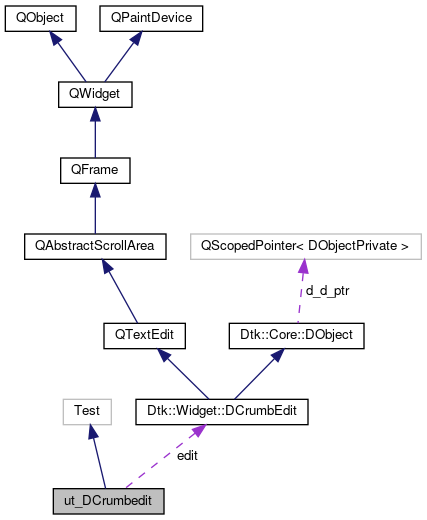 QObject
QPaintDevice
QWidget
QFrame
QAbstractScrollArea
QScopedPointer< DObjectPrivate >
d_d_ptr
QTextEdit
Dtk::Core::DObject
Test
Dtk::Widget::DCrumbEdit
edit
ut_DCrumbedit